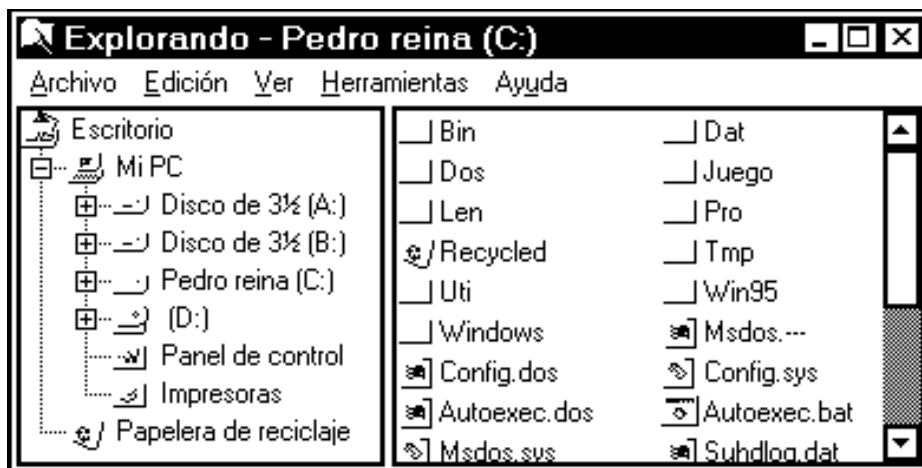 Explorando - Pedro reina (C:)
Archivo Edición Ver Herramientas Ayuda
Escritorio
Mi PC
Disco de 3½ (A:)
Disco de 3½ (B:)
Pedro reina (C:)
(D:)
Panel de control
Impresoras
Papelera de reciclaje
Bin Dat
Dos Juego
Len Pro
Recycled Tmp
Uti Win95
Windows Msdos.---
Config.dos Config.sys
Autoexec.dos Autoexec.bat
Msdos.sys Suhdlog.dat